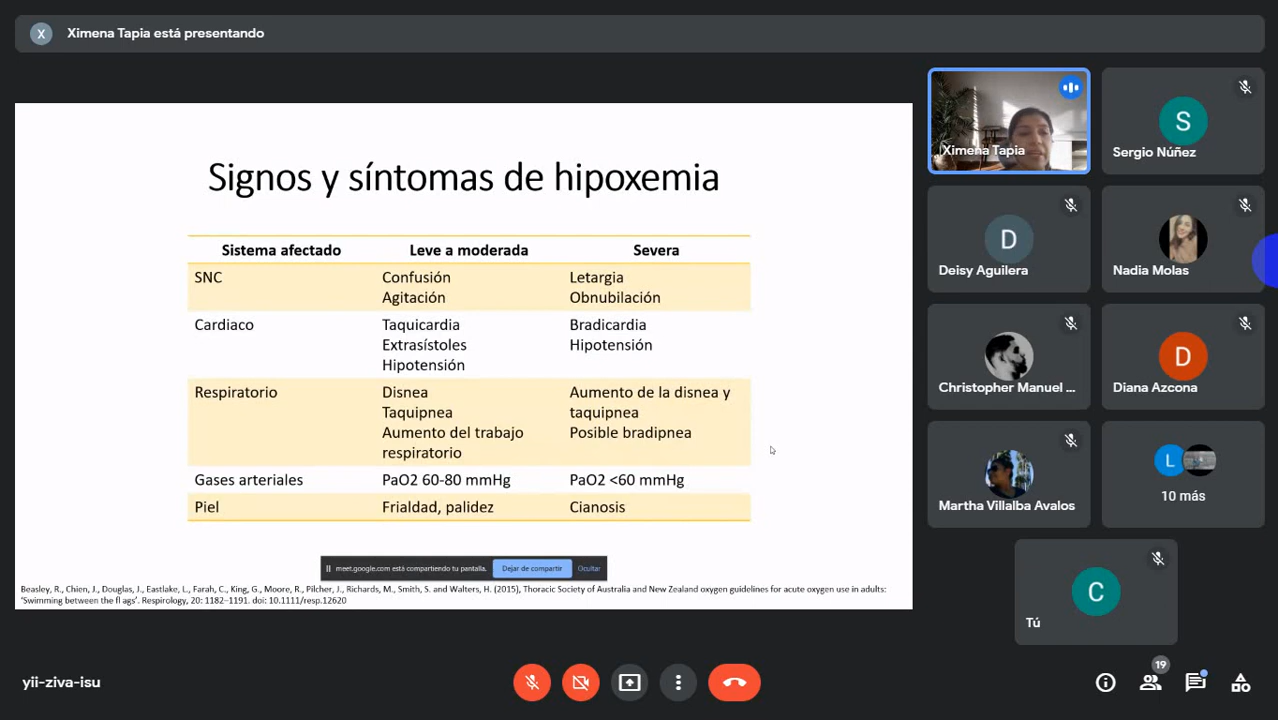 X
Ximena Tapia está presentando
Signos y síntomas de hipoxemia
Sistema afectado Leve a moderada Severa
SNC Confusión Letargia
Agitación Obnubilación
Cardiaco Taquicardia Bradicardia
Extrasístoles Hipotensión
Hipotensión
Respiratorio Disnea Aumento de la disnea y
Taquipnea taquipnea
Aumento del trabajo Posible bradipnea
respiratorio
Gases arteriales PaO2 60-80 mmHg PaO2 <60 mmHg
Piel Frialdad, palidez Cianosis
meet.google.com está compartiendo tu pantalla. Dejar de compartir Ocultar
Beasley, R., Chien, J., Douglas, J., Eastlake, L., Farah, C., King, G., Moore, R., Pilcher, J., Richards, M., Smith, S. and Walters, H. (2015), Thoracic Society of Australia and New Zealand oxygen guidelines for acute oxygen use in adults:
‘Swimming between the fl ags’. Respirology, 20: 1182–1191. doi: 10.1111/resp.12620
Ximena Tapia
S
Sergio Núñez
D
Deisy Aguilera
Nadia Molas
Christopher Manuel ...
D
Diana Azcona
Martha Villalba Avalos
L
10 más
C
Tú
yii-ziva-isu
19